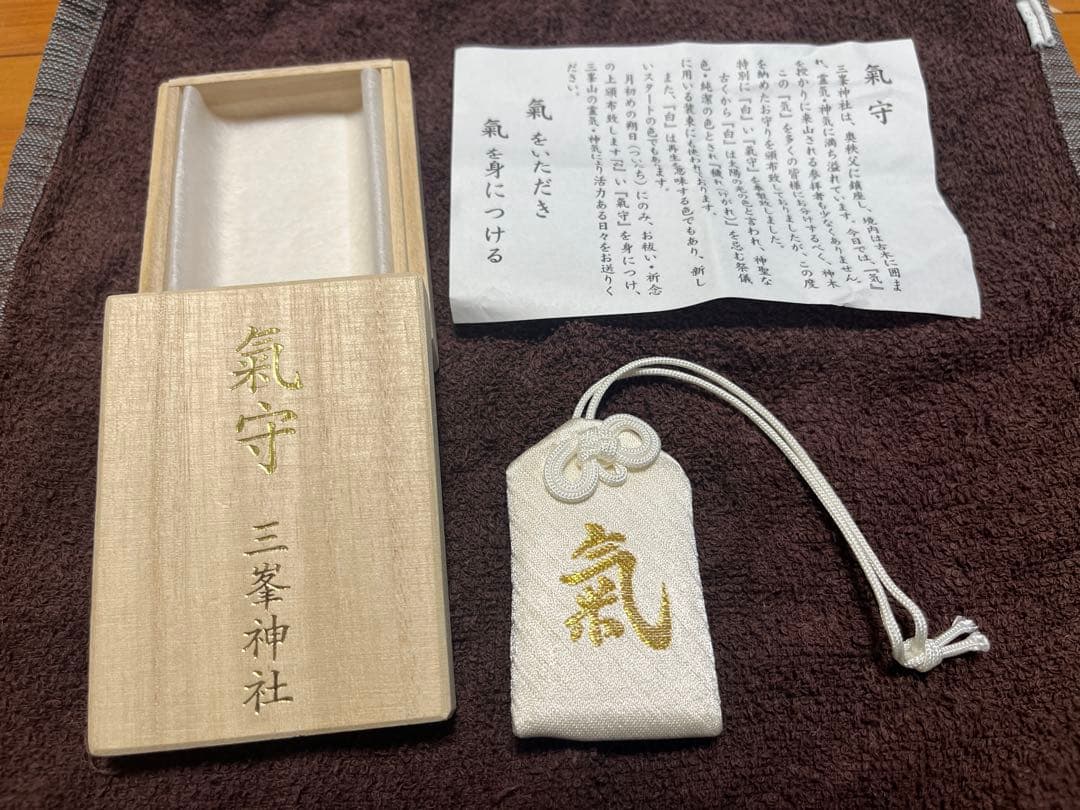 氣守
三峯神社
氣守
三峯神社は、奥秩父に鎮座し、境内は古木に囲ま
れ、霊気・神気に満ち溢れています。今日では、『気』
を授かりに来山される参拝者も少なくありません。
この『気』を多くの皆様にお分けするべく、神木
を納めたお守りを頒布致しておりましたが、この度
特別に『白』い『氣守』を奉製致しました。
古くから『白』は太陽の光の色と言われ、神聖な
色・純潔の色とされ『穢れ(けがれ)』を忌む祭儀
に用いる装束にも使われております。
また、『白』は再生を意味する色でもあり、新し
いスタートの色でもあります。
月初めの朔日(ついたち)にのみ、お祓い・祈念
の上頒布致します『白』い『氣守』を身につけ、
三峯山の霊気・神気により活力ある日々をお送りく
ださい。
氣をいただき
氣を身につける
氣